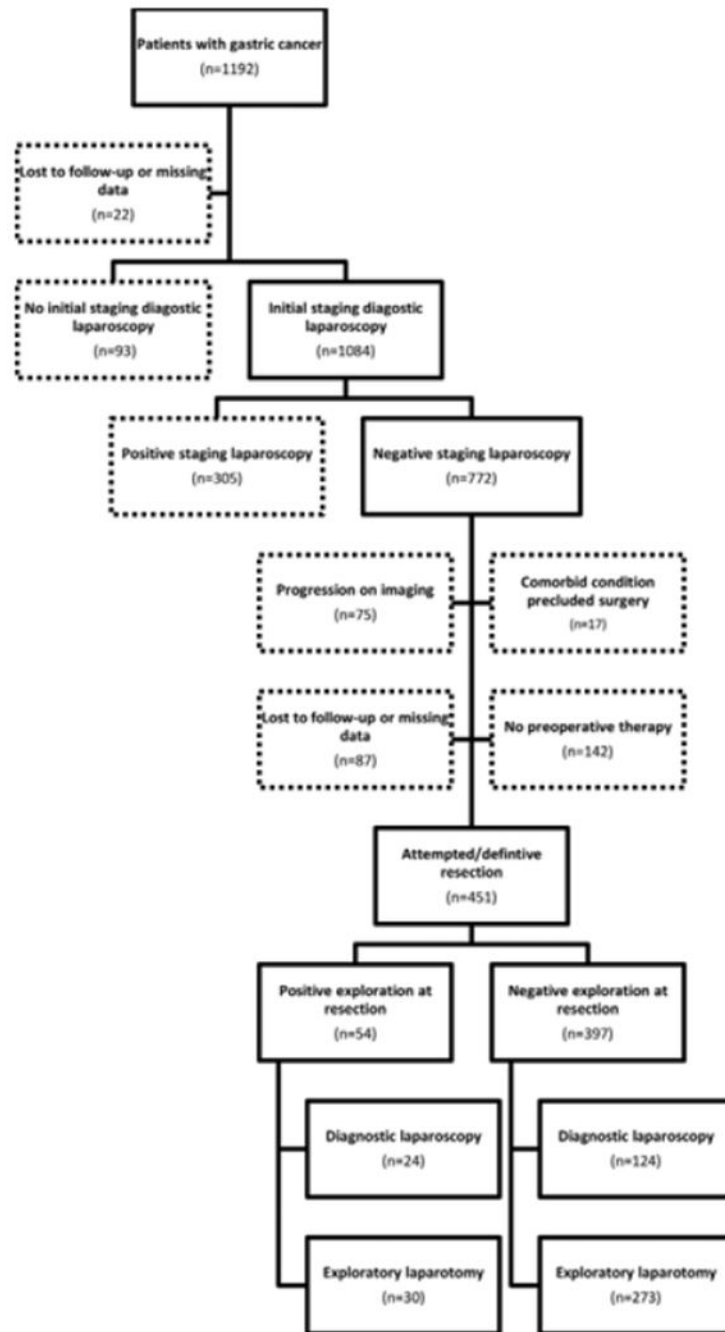 Patients with gastric cancer
(n=1192)
Lost to follow-up or missing
data
(n=22)
No initial staging diagostic
laparoscopy
(n=93)
Initial staging diagostic
laparoscopy
(n=1084)
Positive staging laparoscopy
(n=305)
Negative staging laparoscopy
(n=772)
Progression on imaging
(n=75)
Comorbid condition
precluded surgery
(n=17)
Lost to follow-up or missing
data
(n=87)
No preoperative therapy
(n=142)
Attempted/defintive
resection
(n=451)
Positive exploration at
resection
(n=54)
Negative exploration at
resection
(n=397)
Diagnostic laparoscopy
(n=24)
Diagnostic laparoscopy
(n=124)
Exploratory laparotomy
(n=30)
Exploratory laparotomy
(n=273)